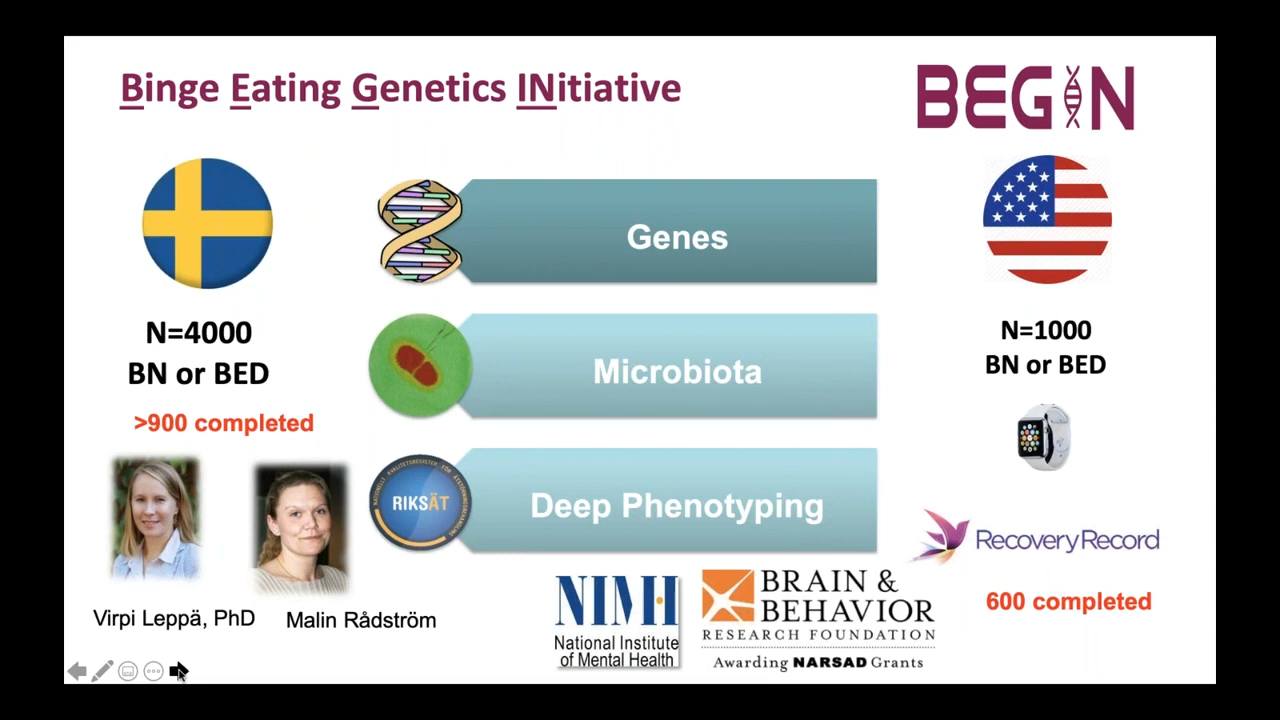 Binge Eating Genetics INitiative
BEGIN
Genes
N=4000
BN or BED
>900 completed
Microbiota
N=1000
BN or BED
RIKSÄT
Deep Phenotyping
RecoveryRecord
600 completed
Virpi Leppä, PhD
Malin Rådström
NIMH
National Institute
of Mental Health
BRAIN &
BEHAVIOR
RESEARCH FOUNDATION
Awarding NARSAD Grants